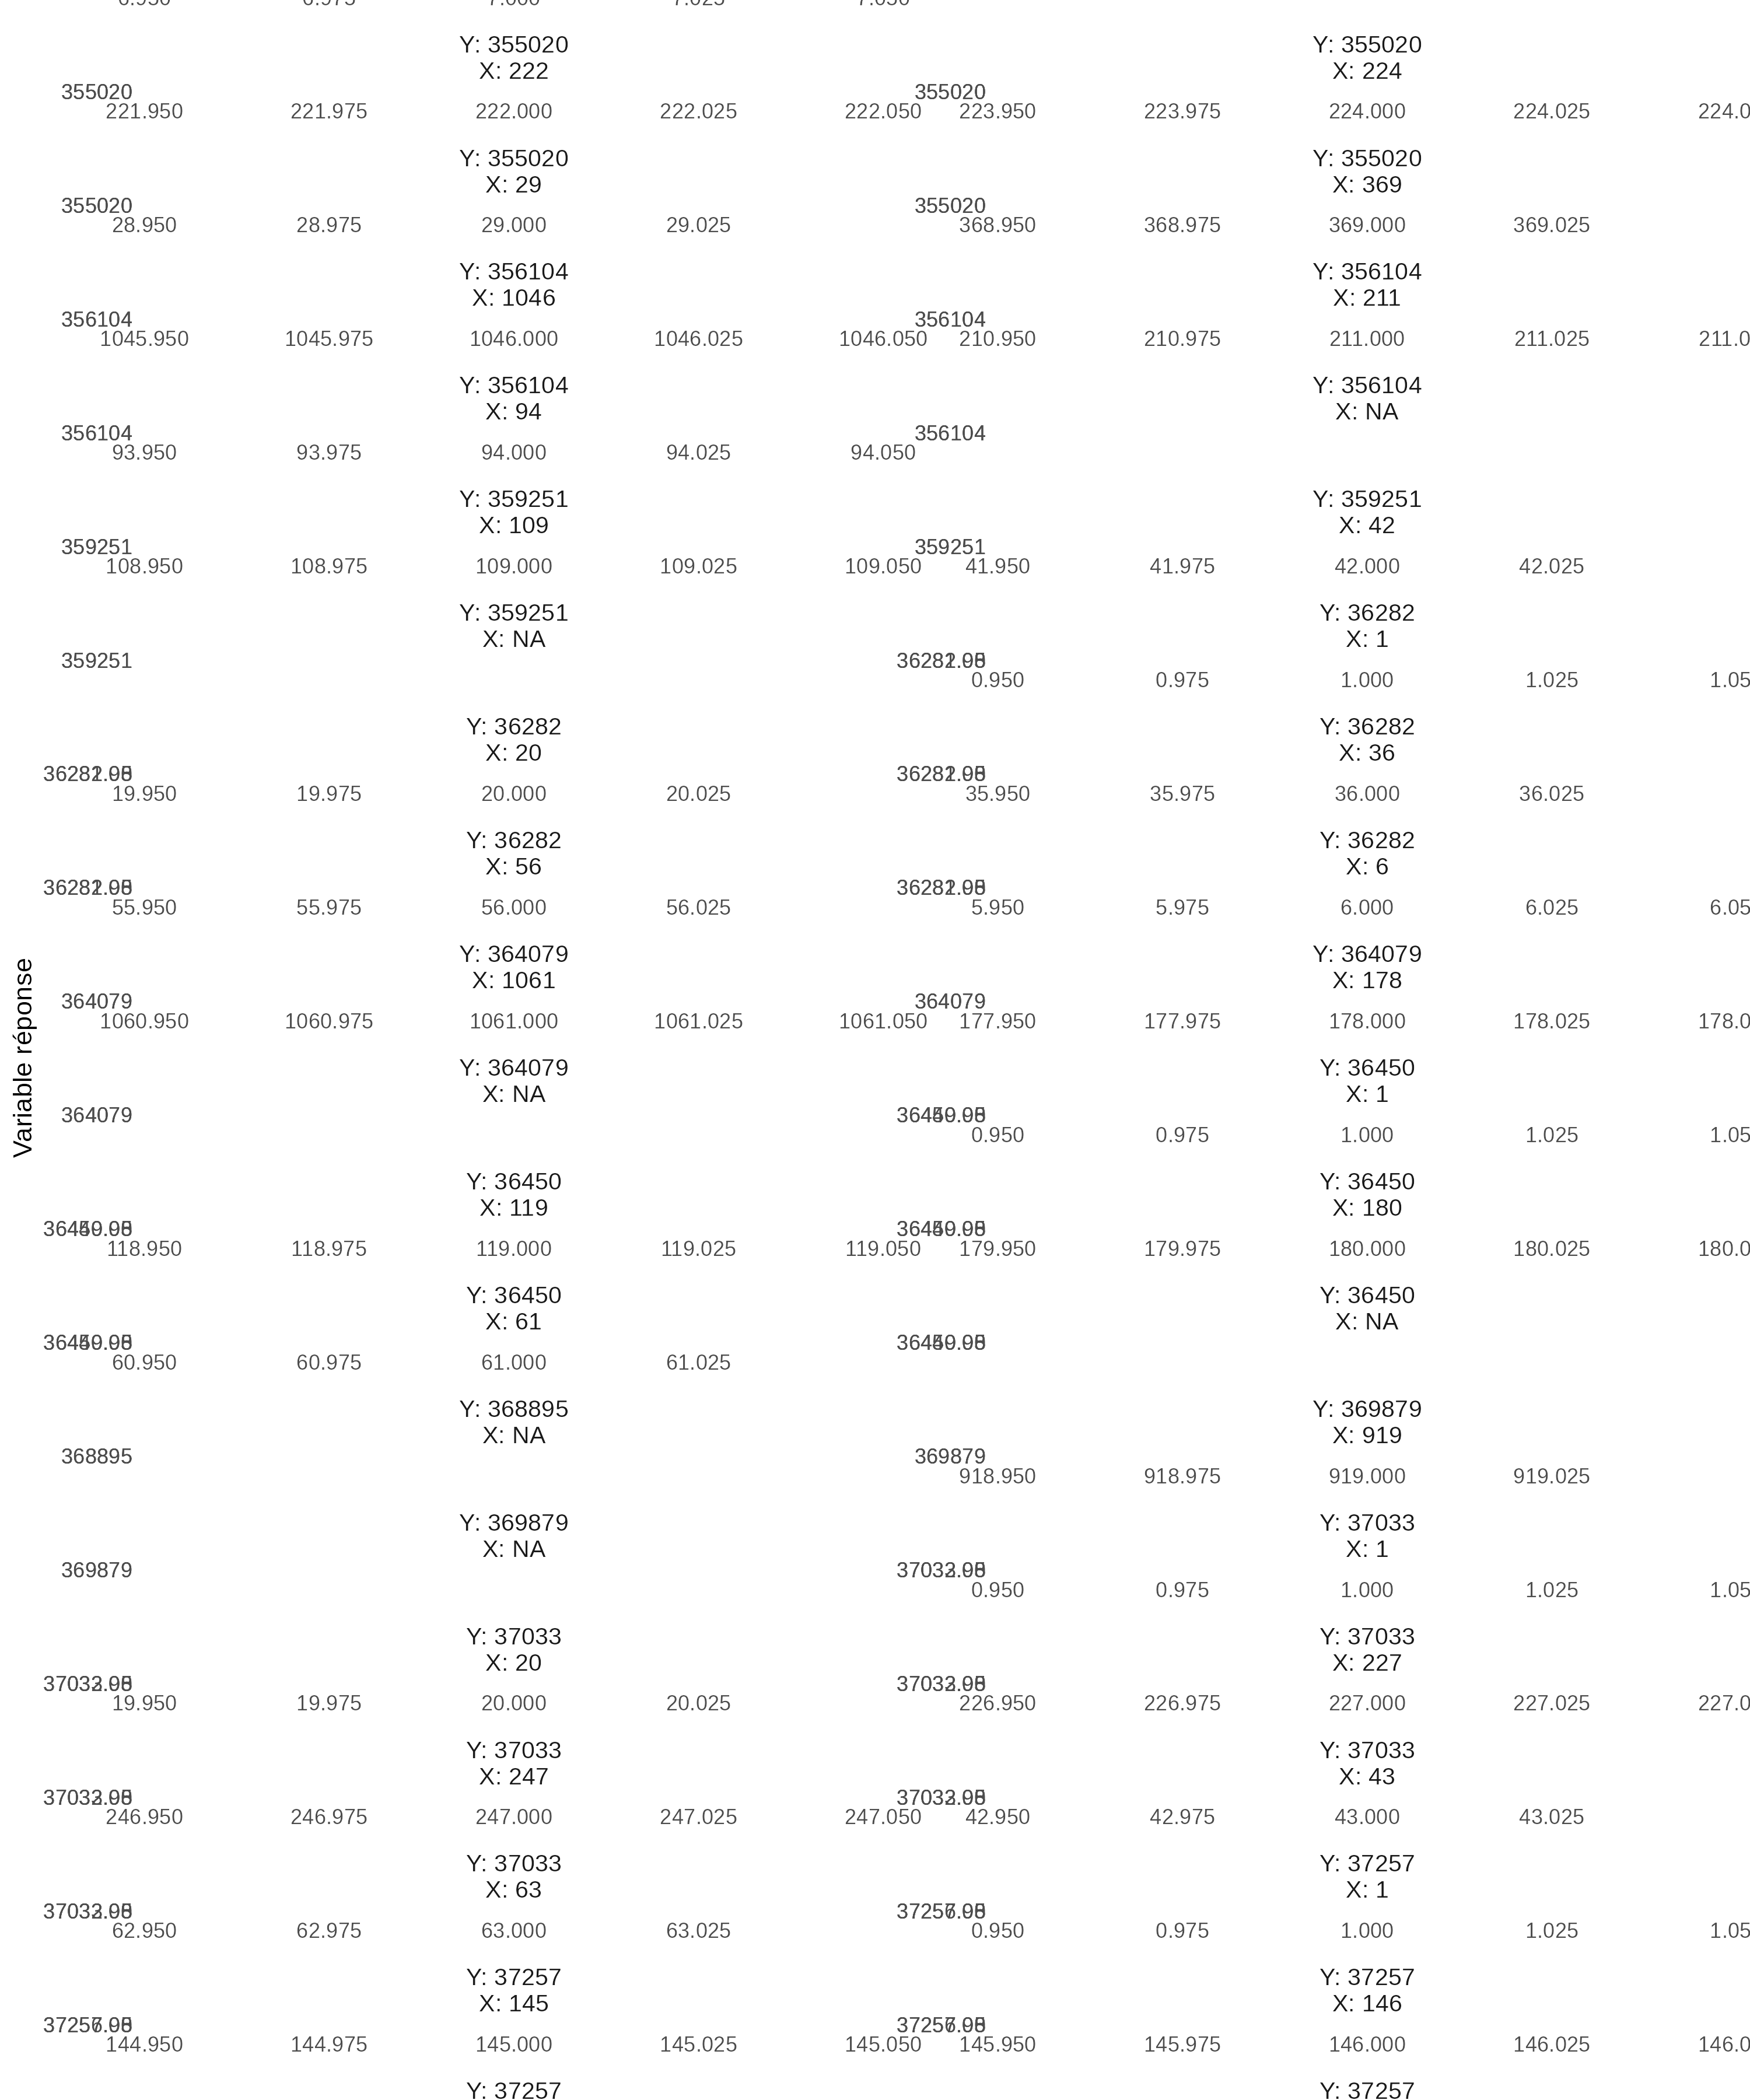 Y: 355020 Y: 355020
X: 222 X: 224
355020 355020
221.950 221.975 222.000 222.025 222.050 223.950 223.975 224.000 224.025
Y: 355020 Y: 355020
X: 29 X: 369
355020 355020
28.950 28.975 29.000 29.025 368.950 368.975 369.000 369.025
Y: 356104 Y: 356104
X: 1046 X: 211
356104 356104
1045.950 1045.975 1046.000 1046.025 1046.050 210.950 210.975 211.000 211.025
Y: 356104 Y: 356104
X: 94 X: NA
356104 356104
93.950 93.975 94.000 94.025 94.050
Y: 359251 Y: 359251
X: 109 X: 42
359251 359251
108.950 108.975 109.000 109.025 109.050 41.950 41.975 42.000 42.025
Y: 359251 Y: 36282
X: NA X: 1
359251
0.950 0.975 1.000 1.025 1.05
Y: 36282 Y: 36282
X: 20 X: 36
19.950 19.975 20.000 20.025 35.950 35.975 36.000 36.025
Y: 36282 Y: 36282
X: 56 X: 6
55.950 55.975 56.000 56.025 5.950 5.975 6.000 6.025 6.05
Variable réponse
Y: 364079 Y: 364079
X: 1061 X: 178
364079 364079
1060.950 1060.975 1061.000 1061.025 1061.050 177.950 177.975 178.000 178.025
Y: 364079 Y: 36450
X: NA X: 1
364079
0.950 0.975 1.000 1.025 1.05
Y: 36450 Y: 36450
X: 119 X: 180
118.950 118.975 119.000 119.025 119.050 179.950 179.975 180.000 180.025
Y: 36450 Y: 36450
X: 61 X: NA
60.950 60.975 61.000 61.025
Y: 368895 Y: 369879
X: NA X: 919
368895 369879
918.950 918.975 919.000 919.025
Y: 369879 Y: 37033
X: NA X: 1
369879
0.950 0.975 1.000 1.025 1.05
Y: 37033 Y: 37033
X: 20 X: 227
19.950 19.975 20.000 20.025 226.950 226.975 227.000 227.025
Y: 37033 Y: 37033
X: 247 X: 43
246.950 246.975 247.000 247.025 247.050 42.950 42.975 43.000 43.025
Y: 37033 Y: 37257
X: 63 X: 1
62.950 62.975 63.000 63.025 0.950 0.975 1.000 1.025 1.05
Y: 37257 Y: 37257
X: 145 X: 146
144.950 144.975 145.000 145.025 145.050 145.950 145.975 146.000 146.025
Y: 37257 Y: 37257